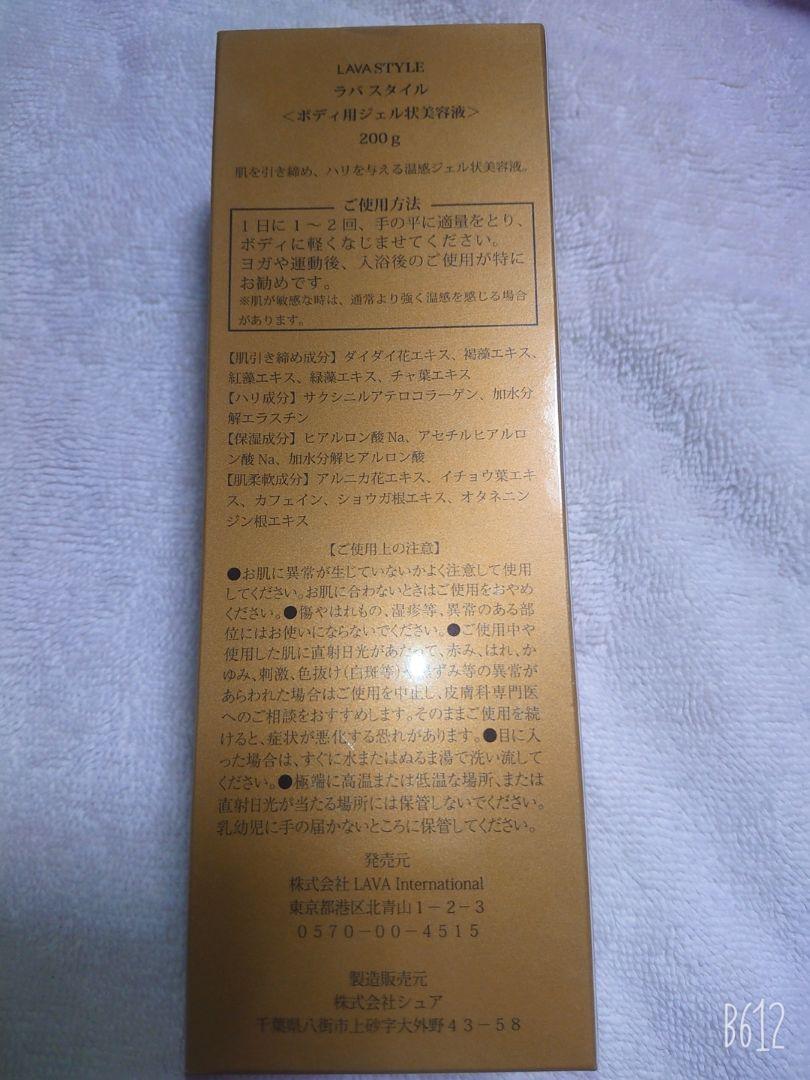 LAVA STYLE
ラバ スタイル
＜ボディ用ジェル状美容液＞
200g
肌を引き締め、ハリを与える温感ジェル状美容液。
ご使用方法
1日に1～2回、手の平に適量をとり、
ボディに軽くなじませてください。
ヨガや運動後、入浴後のご使用が特に
お勧めです。
※肌が敏感な時は、通常より強く温感を感じる場合
があります。
【肌引き締め成分】ダイダイ花エキス、褐藻エキス、
紅藻エキス、緑藻エキス、チャ葉エキス
【ハリ成分】サクシニルアテロコラーゲン、加水分
解エラスチン
【保湿成分】ヒアルロン酸Na、アセチルヒアルロ
ン酸Na、加水分解ヒアルロン酸
【肌柔軟成分】アルニカ花エキス、イチョウ葉エキ
ス、カフェイン、ショウガ根エキス、オタネニン
ジン根エキス
【ご使用上の注意】
●お肌に異常が生じていないかよく注意して使用
してください。お肌に合わないときはご使用をおやめ
ください。●傷やはれもの、湿疹等、異常のある部
位にはお使いにならないでください。●ご使用中や
使用した肌に直射日光があたって、赤み、はれ、か
ゆみ、刺激、色抜け(白斑等)ずみ等の異常が
あらわれた場合はご使用を中止し、皮膚科専門医
へのご相談をおすすめします。そのままご使用を続
けると、症状が悪化する恐れがあります。●目に入
った場合は、すぐに水またはぬるま湯で洗い流して
ください。●極端に高温または低温な場所、または
直射日光が当たる場所には保管しないでください。
乳幼児に手の届かないところに保管してください。
発売元
株式会社 LAVA International
東京都港区北青山1－2－3
0570－00－4515
製造販売元
株式会社シュア
千葉県八街市上砂字大外野43－58
B612